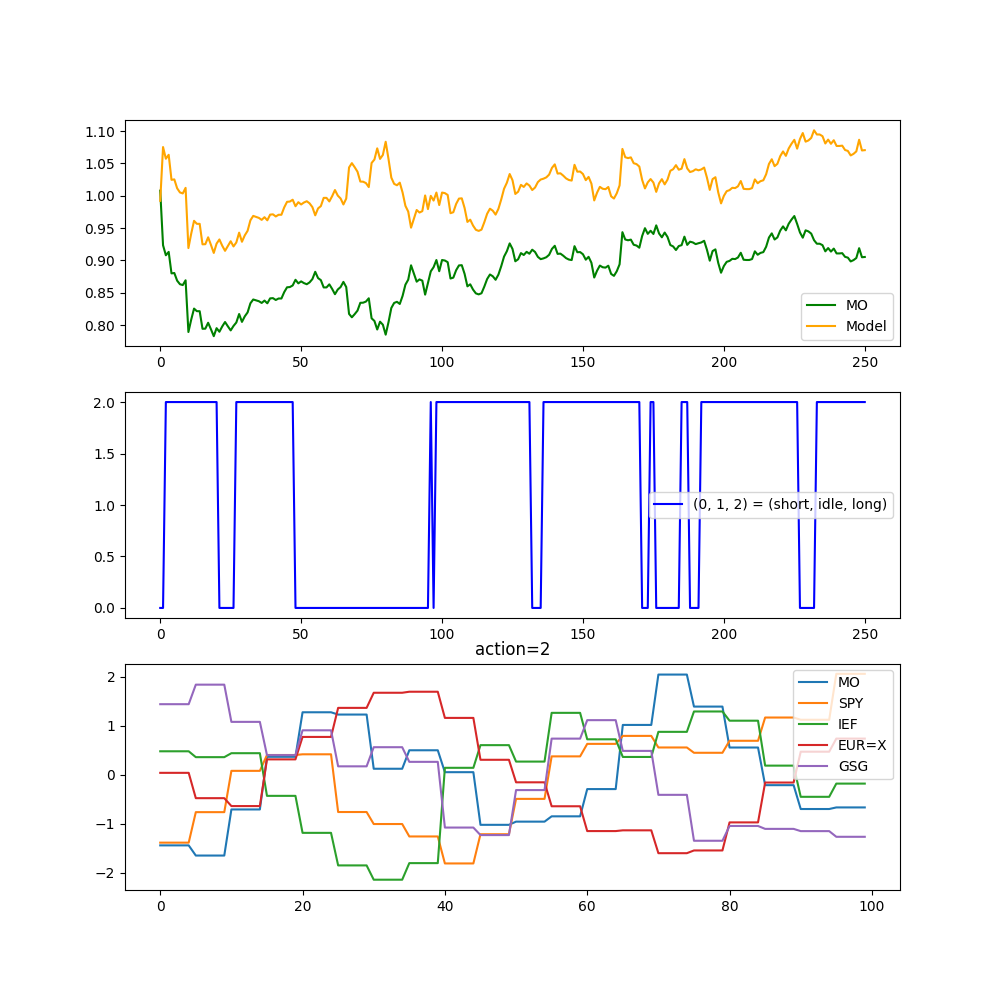 1.10
1.05
1.00
0.95
0.90
0.85
0.80
MO
Model
0 50 100 150 200 250
2.0
1.5
1.0
0.5
0.0
(0, 1, 2) = (short, idle, long)
0 50 100 150 200 250
action=2
2
1
0
−1
−2
MO
SPY
IEF
EUR=X
GSG
0 20 40 60 80 100